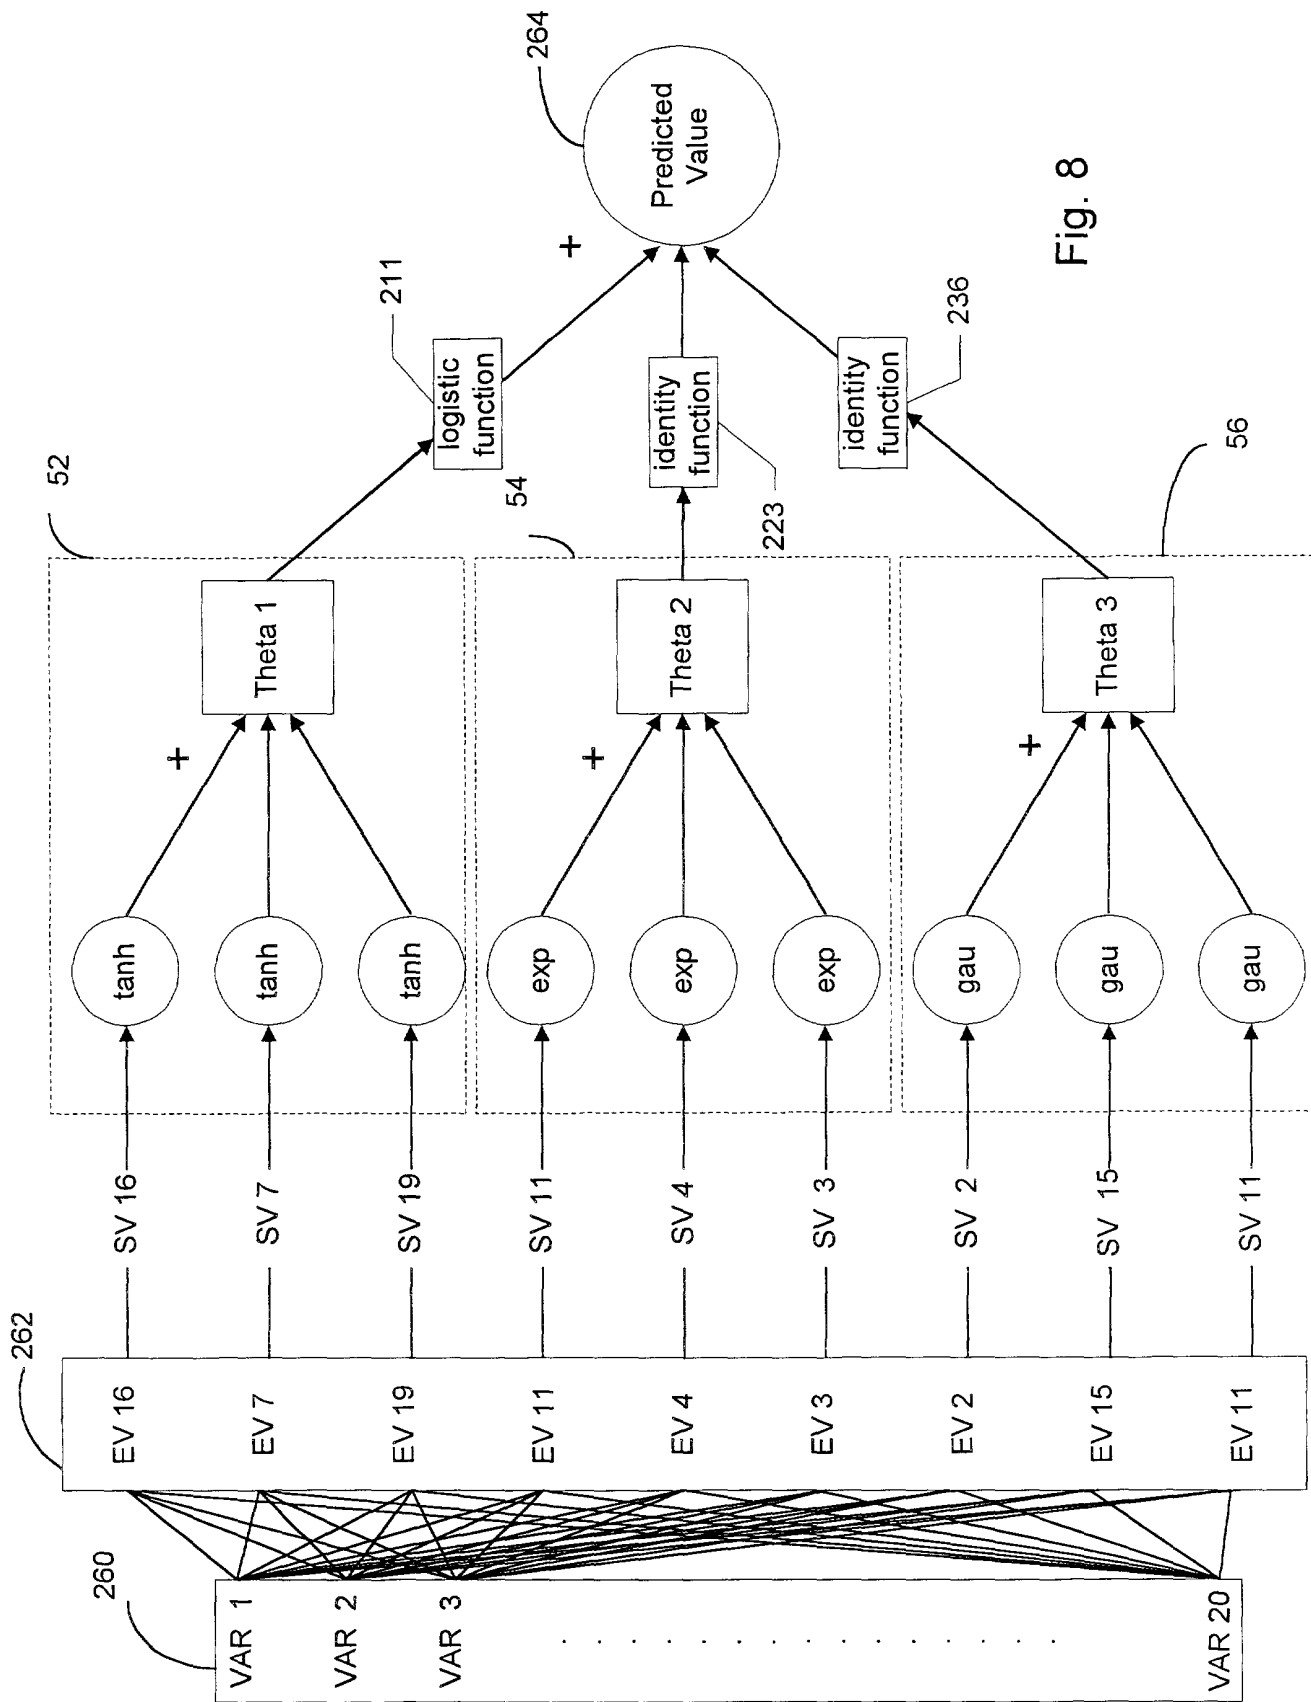 260
VAR 1
VAR 2
VAR 3
. . . . . . . . . . . . . . . .
VAR 20
262
EV 16
EV 7
EV 19
EV 11
EV 4
EV 3
EV 2
EV 15
EV 11
SV 16
SV 7
SV 19
SV 11
SV 4
SV 3
SV 2
SV 15
SV 11
52
tanh
tanh
tanh
+
Theta 1
54
exp
exp
exp
+
Theta 2
56
gau
gau
gau
+
Theta 3
211
logistic
function
223
identity
function
236
identity
function
+
264
Predicted
Value
Fig. 8